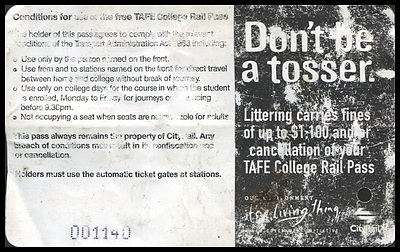 Conditions for use of the free TAFE College Rail Pass
The holder of this pass agrees to comply with the relevant
conditions of the Transport Administration Act, 1988 including:
Use only by the person named on the front.
Use from and to stations named on the front for direct travel
between home and college without break of journey.
Use only on college days for the course in which the student
is enrolled, Monday to Friday for journeys commencing
before 9.30pm.
Not occupying a seat when seats are not available for adults.
This pass always remains the property of CityRail. Any
breach of conditions may result in its confiscation and
or cancellation.
Holders must use the automatic ticket gates at stations.
001140
Don't be
a tosser.
Littering carries fines
of up to $1,100 and/or
cancellation of your
TAFE College Rail Pass
OUR ENVIRONMENT
it's a living thing
CityRail